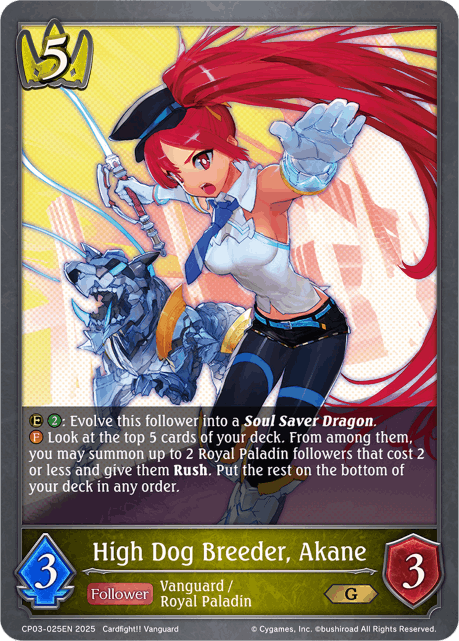 5
E 2: Evolve this follower into a Soul Saver Dragon.
F Look at the top 5 cards of your deck. From among them,
you may summon up to 2 Royal Paladin followers that cost 2
or less and give them Rush. Put the rest on the bottom of
your deck in any order.
High Dog Breeder, Akane
3
Follower
Vanguard /
Royal Paladin
G
3
CP03-025EN 2025 Cardfight!! Vanguard
© Cygames, Inc. ©bushiroad All Rights Reserved.